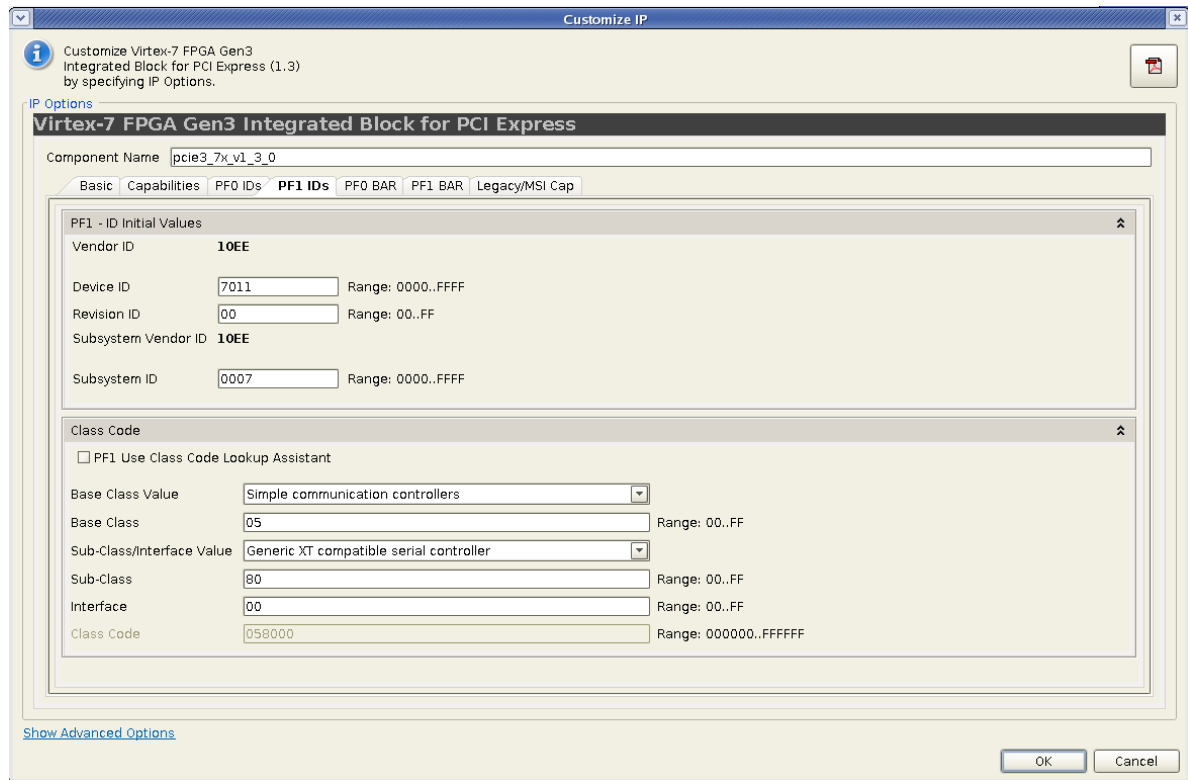 Customize IP
Customize Virtex-7 FPGA Gen3
Integrated Block for PCI Express (1.3)
by specifying IP Options.
IP Options
Virtex-7 FPGA Gen3 Integrated Block for PCI Express
Component Name pcie3_7x_v1_3_0
Basic Capabilities PF0 IDs PF1 IDs PF0 BAR PF1 BAR Legacy/MSI Cap
PF1 - ID Initial Values
Vendor ID 10EE
Device ID 7011 Range: 0000..FFFF
Revision ID 00 Range: 00..FF
Subsystem Vendor ID 10EE
Subsystem ID 0007 Range: 0000..FFFF
Class Code
PF1 Use Class Code Lookup Assistant
Base Class Value Simple communication controllers
Base Class 05 Range: 00..FF
Sub-Class/Interface Value Generic XT compatible serial controller
Sub-Class 80 Range: 00..FF
Interface 00 Range: 00..FF
Class Code 058000 Range: 000000..FFFFFF
Show Advanced Options
OK Cancel